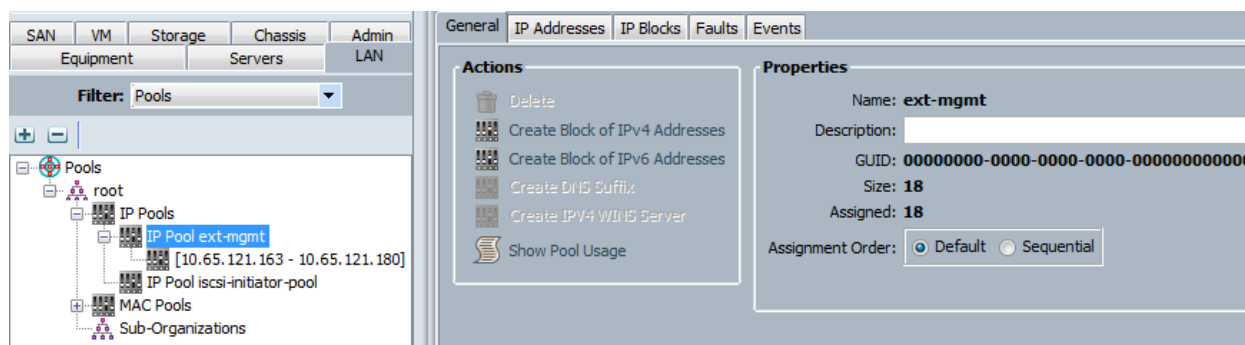 SAN VM Storage Chassis Admin
Equipment Servers LAN
Filter: Pools
Pools
root
IP Pools
IP Pool ext-mgmt
[10.65.121.163 - 10.65.121.180]
IP Pool iscsi-initiator-pool
MAC Pools
Sub-Organizations
General IP Addresses IP Blocks Faults Events
Actions
Delete
Create Block of IPv4 Addresses
Create Block of IPv6 Addresses
Create DNS Suffix
Create IPV4 WINS Server
Show Pool Usage
Properties
Name: ext-mgmt
Description:
GUID: 00000000-0000-0000-0000-000000000000
Size: 18
Assigned: 18
Assignment Order: Default Sequential